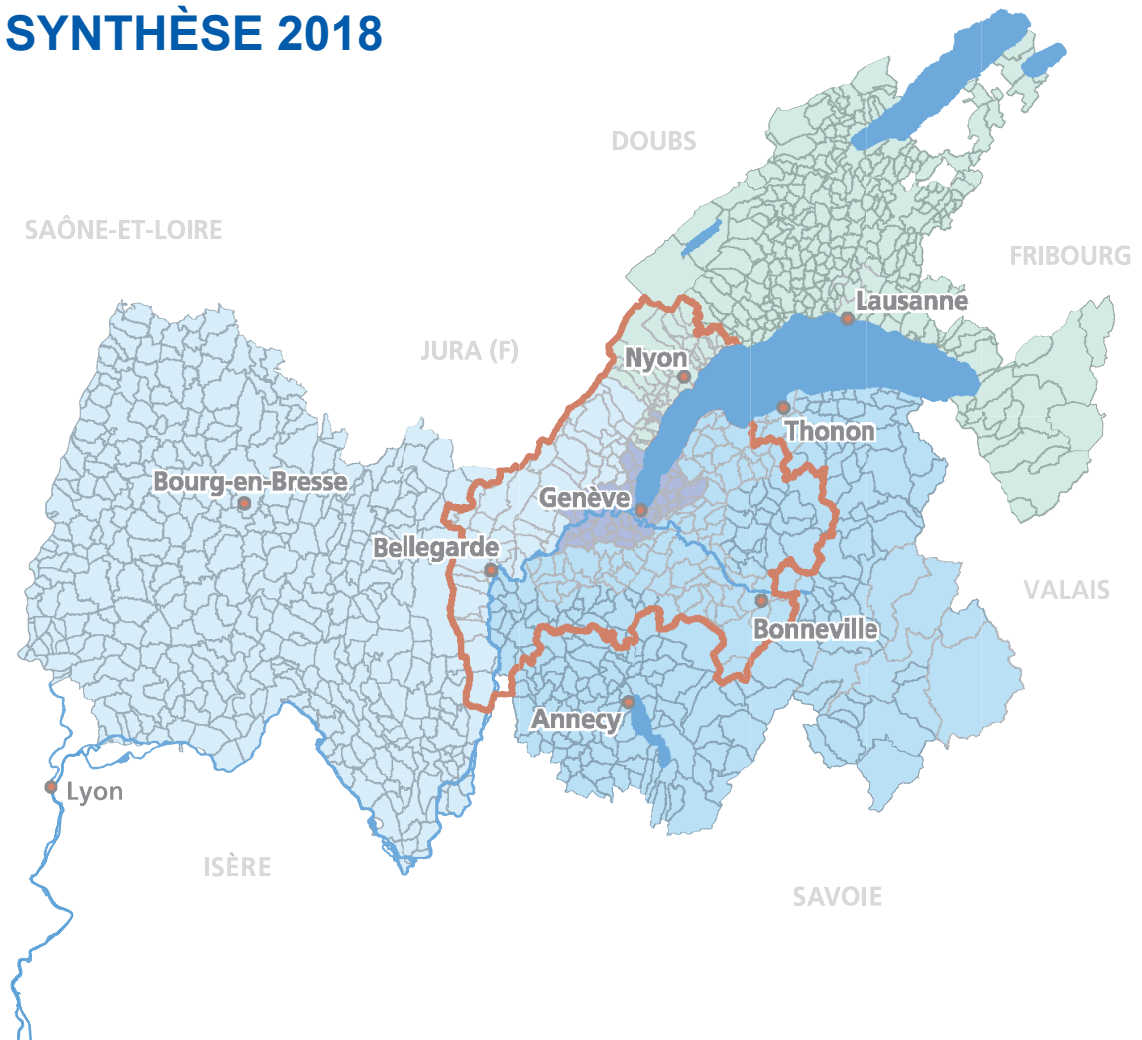 SYNTHÈSE 2018
DOUBS
SAÔNE-ET-LOIRE
FRIBOURG
Lausanne
JURA (F)
Nyon
Thonon
Bourg-en-Bresse
Genève
Bellegarde
VALAIS
Bonneville
Annecy
Lyon
ISÈRE
SAVOIE